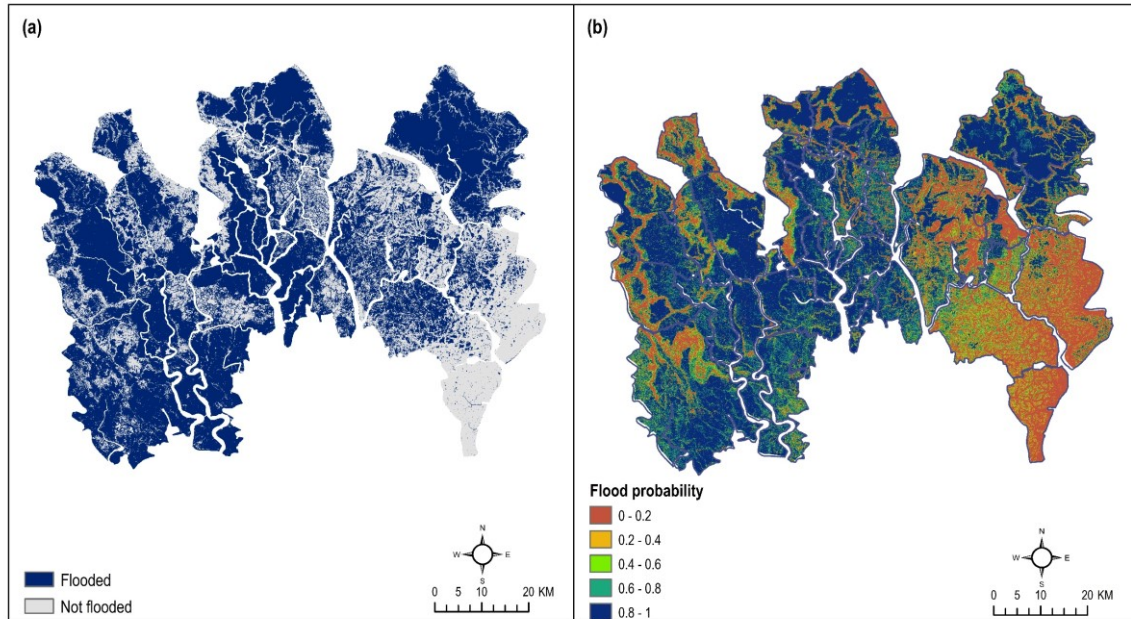 (a)
N
W E
S
Flooded
Not flooded
0 5 10 20 KM
(b)
Flood probability
0 - 0.2
0.2 - 0.4
0.4 - 0.6
0.6 - 0.8
0.8 - 1
N
W E
S
0 5 10 20 KM